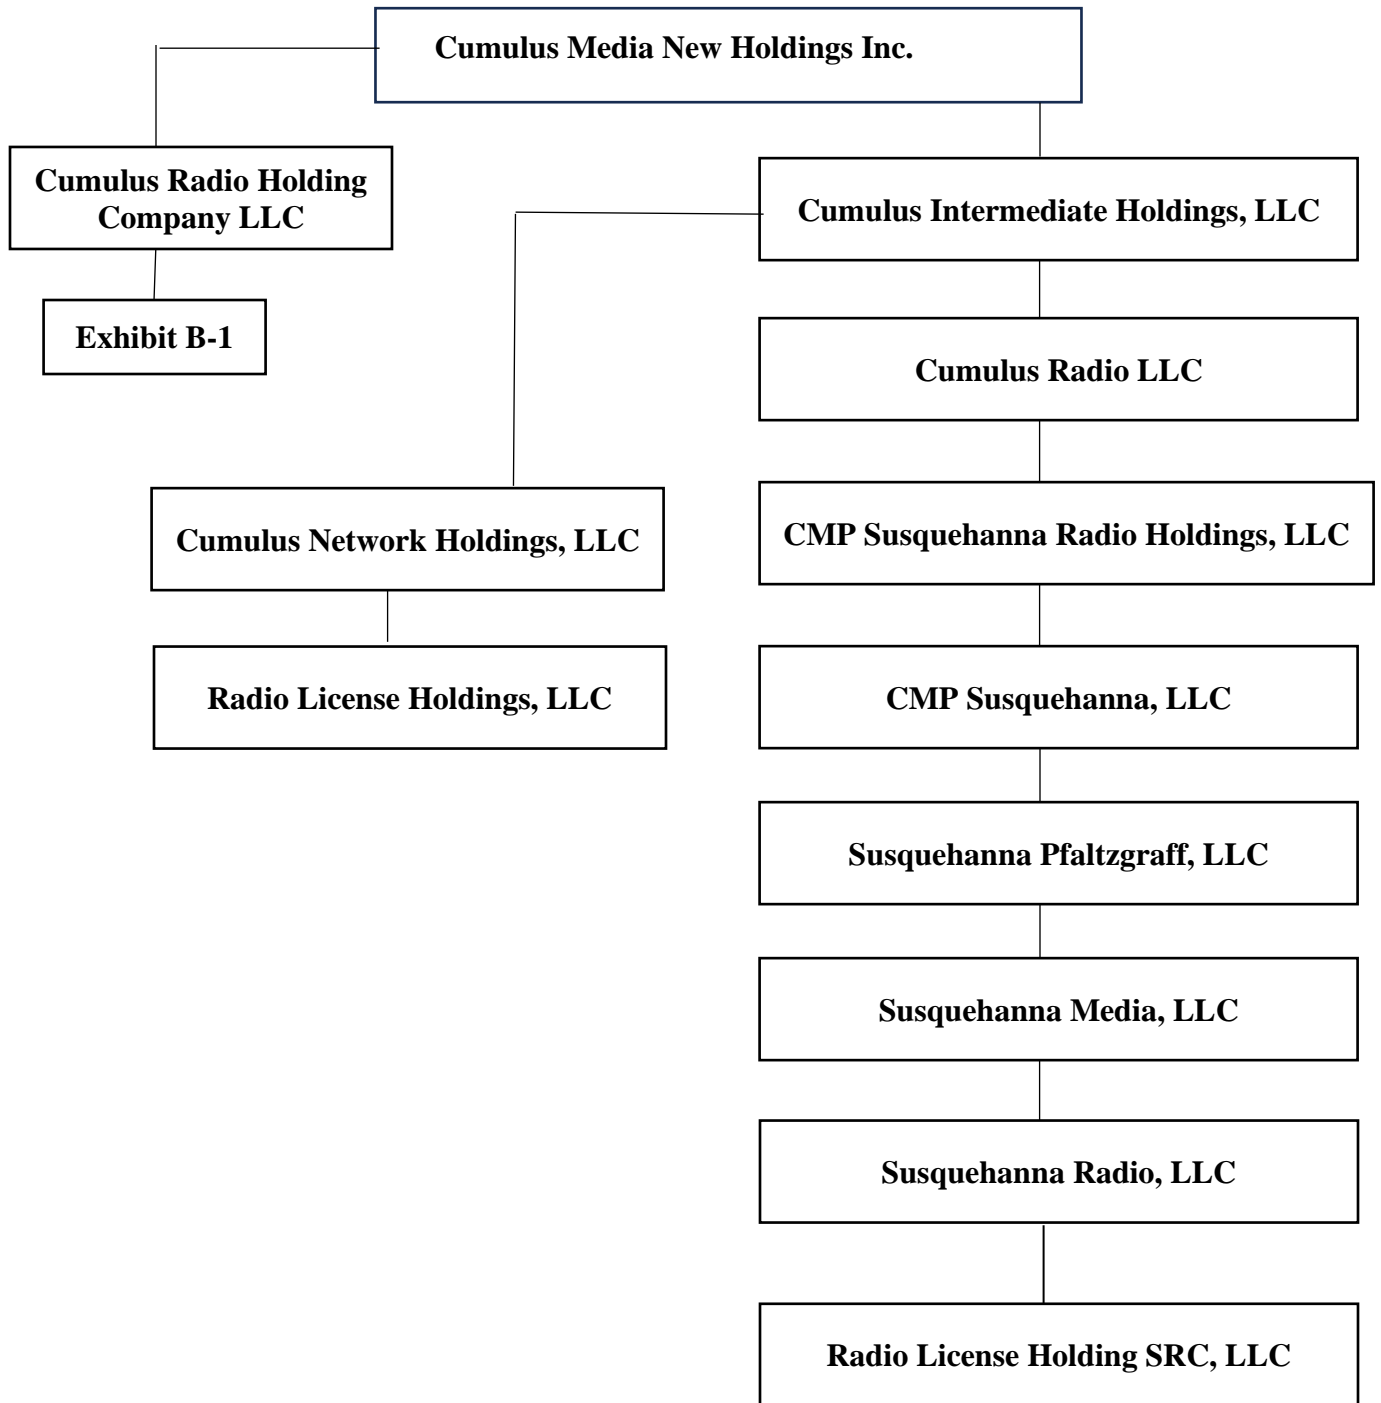 Cumulus Media New Holdings Inc.
Cumulus Radio Holding
Company LLC
Cumulus Intermediate Holdings, LLC
Exhibit B-1
Cumulus Radio LLC
Cumulus Network Holdings, LLC
CMP Susquehanna Radio Holdings, LLC
Radio License Holdings, LLC
CMP Susquehanna, LLC
Susquehanna Pfaltzgraff, LLC
Susquehanna Media, LLC
Susquehanna Radio, LLC
Radio License Holding SRC, LLC